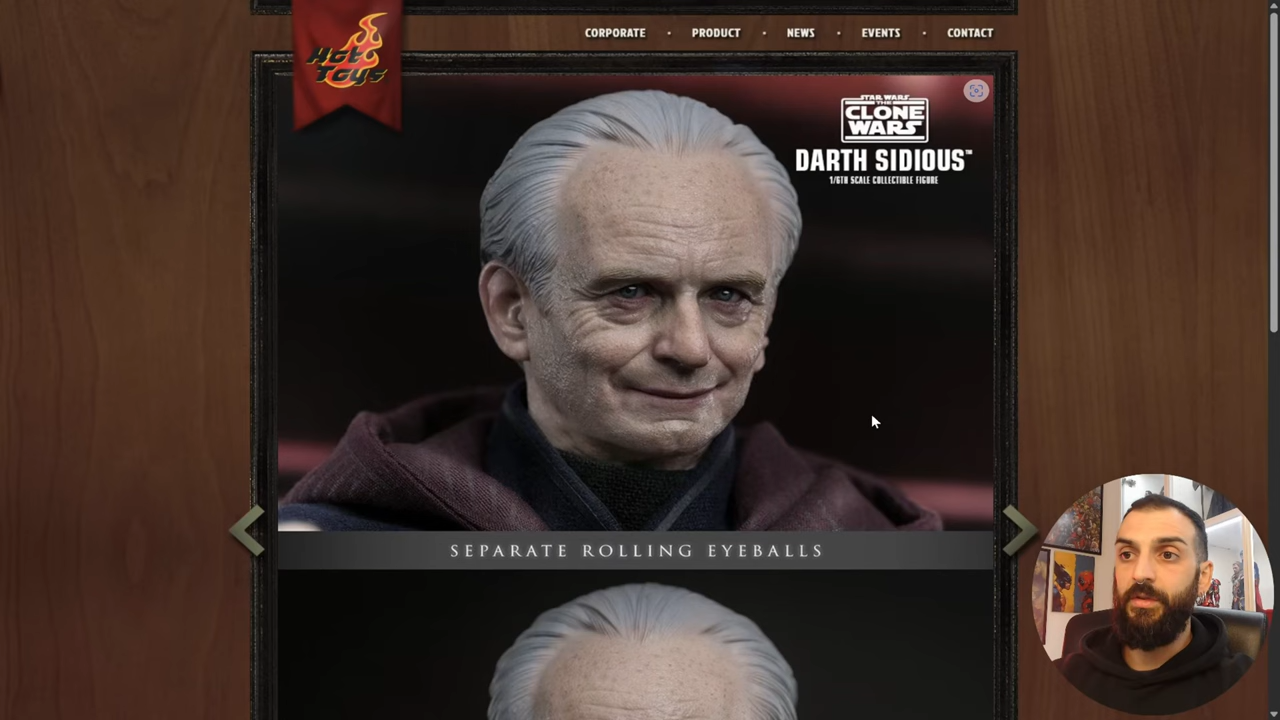 Hot Toys
CORPORATE • PRODUCT • NEWS • EVENTS • CONTACT
STAR WARS
THE
CLONE
WARS
DARTH SIDIOUS™
1/6TH SCALE COLLECTIBLE FIGURE
SEPARATE ROLLING EYEBALLS